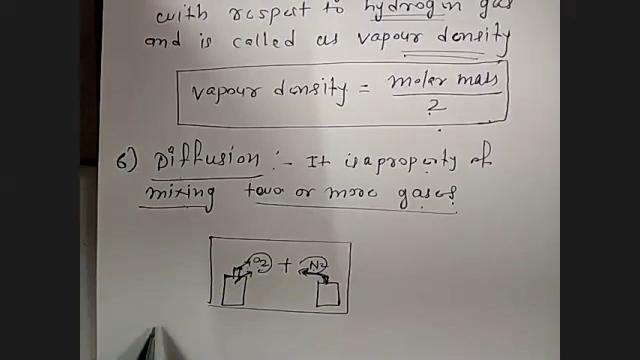 with respect to hydrogen gas
and is called as vapour density
vapour density = molar mass / 2
6) Diffusion :- It is a property of
mixing two or more gases
O2 + N2